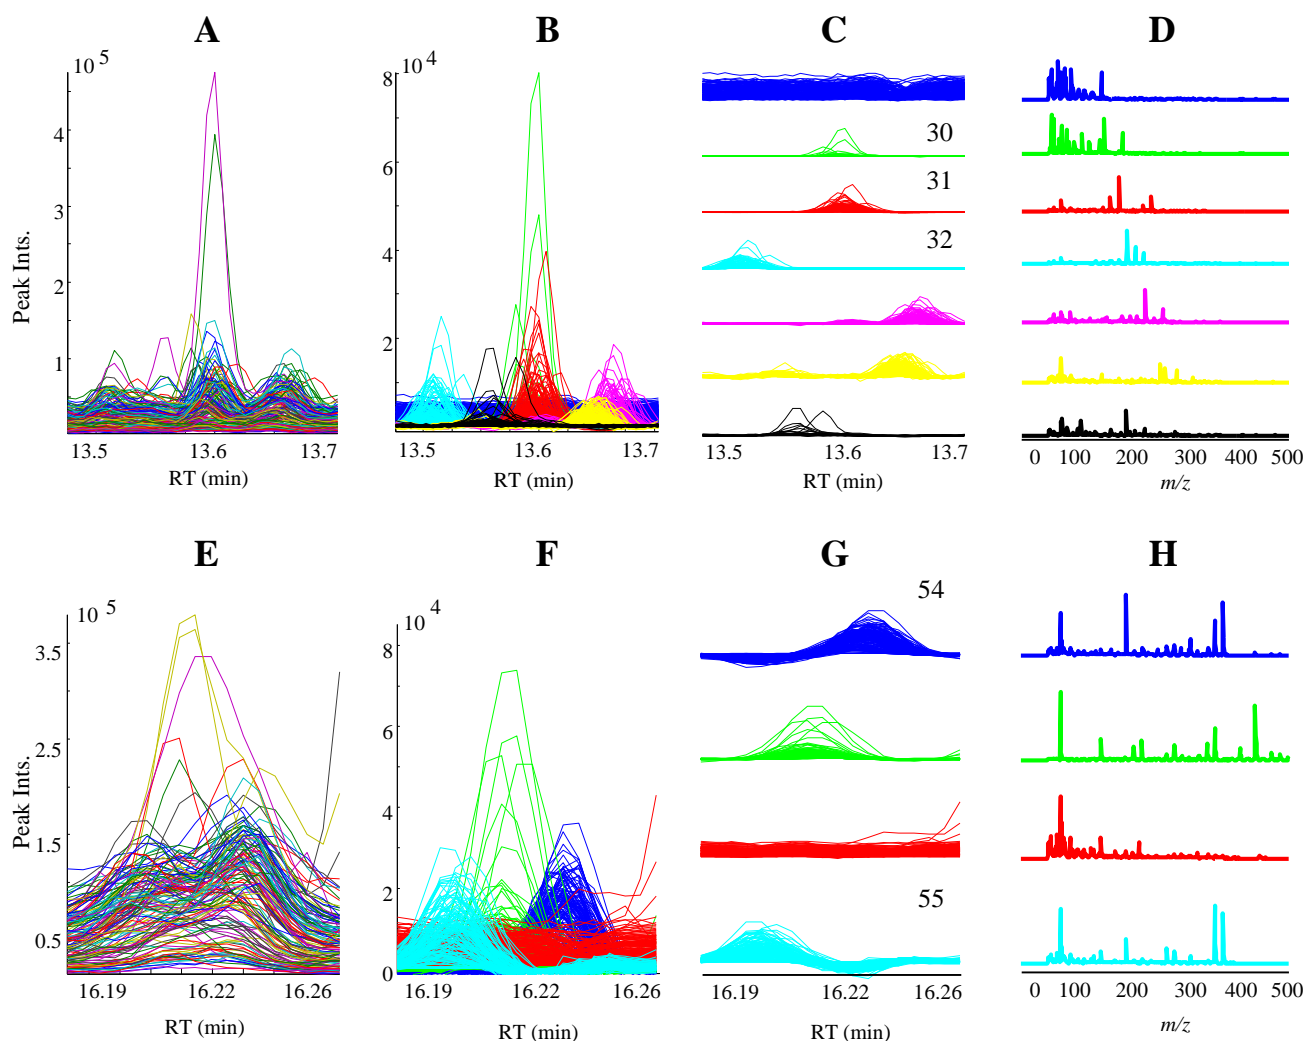 A B C D
10 5
4
3
2
1
Peak Ints.
13.5 13.6 13.7
RT (min)
10 4
8
6
4
2
13.5 13.6 13.7
RT (min)
30
31
32
13.5 13.6 13.7
RT (min)
0 100 200 300 400 500
m/z
E F G H
10 5
3.5
2.5
1.5
0.5
Peak Ints.
16.19 16.22 16.26
RT (min)
10 4
8
6
4
2
0
16.19 16.22 16.26
RT (min)
54
55
16.19 16.22 16.26
RT (min)
0 100 200 300 400 500
m/z